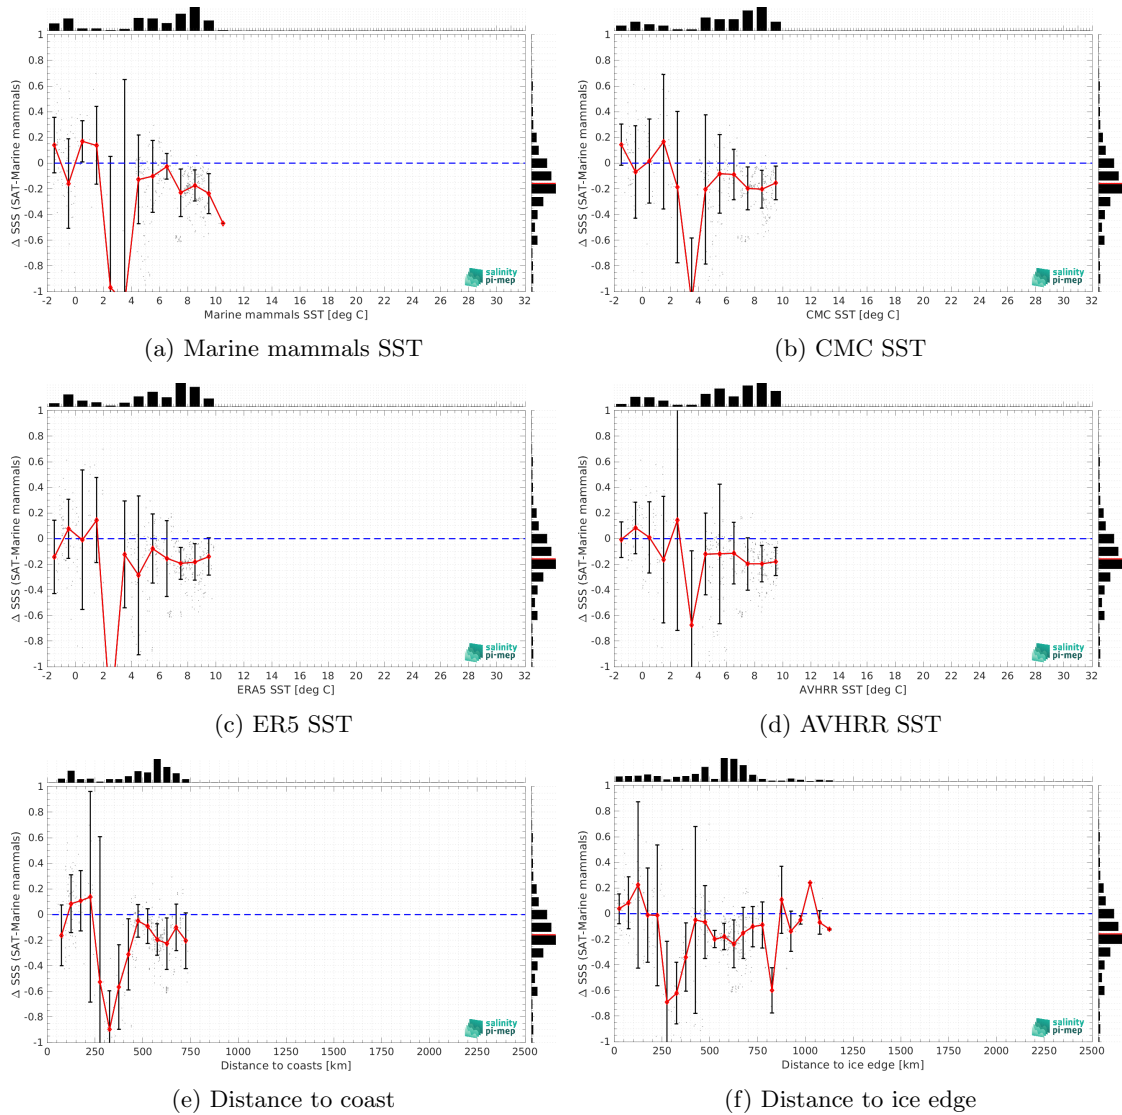 1
0.8
0.6
0.4
0.2
0
-0.2
-0.4
-0.6
-0.8
-1
Δ SSS (SAT-Marine mammals)
-2 0 2 4 6 8 10 12 14 16 18 20 22 24 26 28 30 32
Marine mammals SST [deg C]
salinity
pi-mep
(a) Marine mammals SST
1
0.8
0.6
0.4
0.2
0
-0.2
-0.4
-0.6
-0.8
-1
Δ SSS (SAT-Marine mammals)
-2 0 2 4 6 8 10 12 14 16 18 20 22 24 26 28 30 32
CMC SST [deg C]
salinity
pi-mep
(b) CMC SST
1
0.8
0.6
0.4
0.2
0
-0.2
-0.4
-0.6
-0.8
-1
Δ SSS (SAT-Marine mammals)
-2 0 2 4 6 8 10 12 14 16 18 20 22 24 26 28 30 32
ERA5 SST [deg C]
salinity
pi-mep
(c) ER5 SST
1
0.8
0.6
0.4
0.2
0
-0.2
-0.4
-0.6
-0.8
-1
Δ SSS (SAT-Marine mammals)
-2 0 2 4 6 8 10 12 14 16 18 20 22 24 26 28 30 32
AVHRR SST [deg C]
salinity
pi-mep
(d) AVHRR SST
1
0.8
0.6
0.4
0.2
0
-0.2
-0.4
-0.6
-0.8
-1
Δ SSS (SAT-Marine mammals)
0 250 500 750 1000 1250 1500 1750 2000 2250 2500
Distance to coasts [km]
salinity
pi-mep
(e) Distance to coast
1
0.8
0.6
0.4
0.2
0
-0.2
-0.4
-0.6
-0.8
-1
Δ SSS (SAT-Marine mammals)
0 250 500 750 1000 1250 1500 1750 2000 2250 2500
Distance to ice edge [km]
salinity
pi-mep
(f) Distance to ice edge